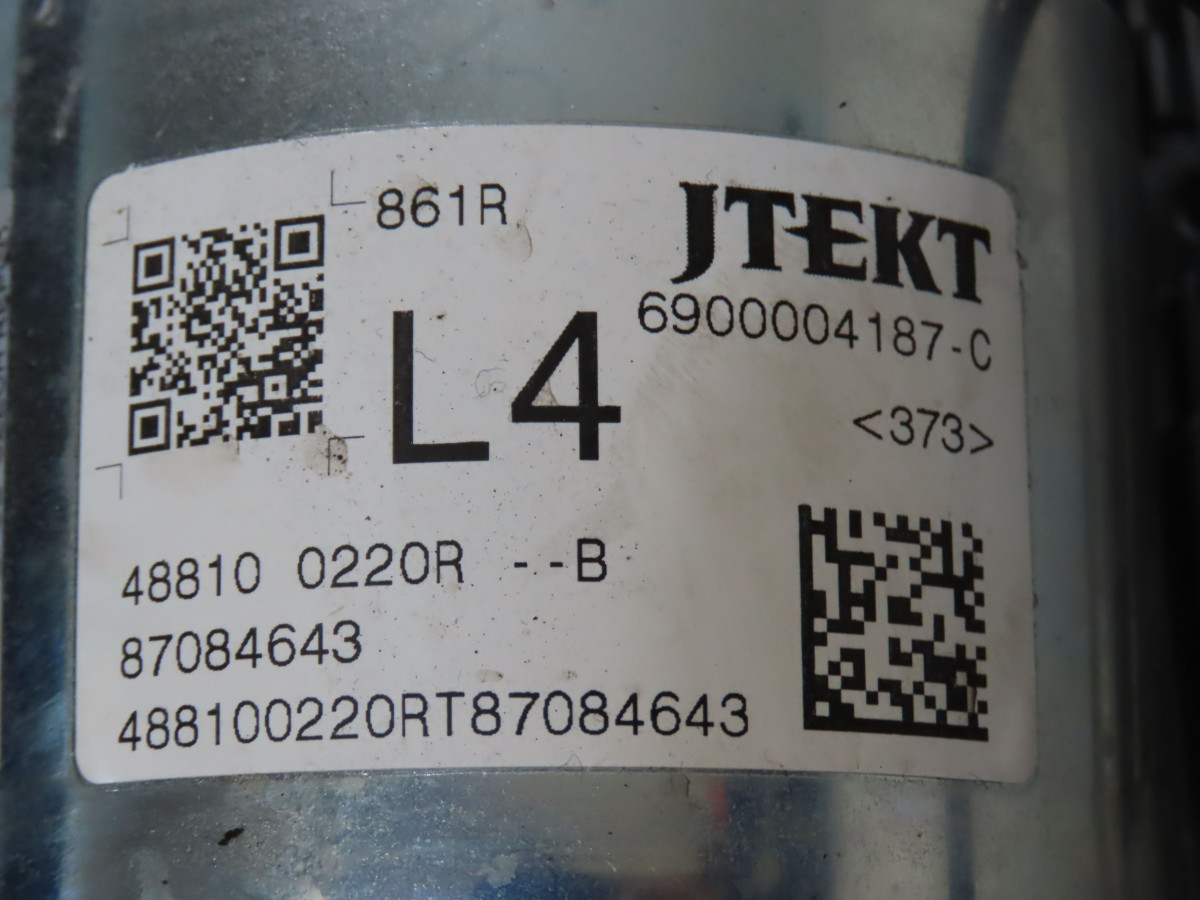 861R
JTEKT
6900004187-C
L4
<373>
48810 0220R --B
87084643
488100220RT87084643